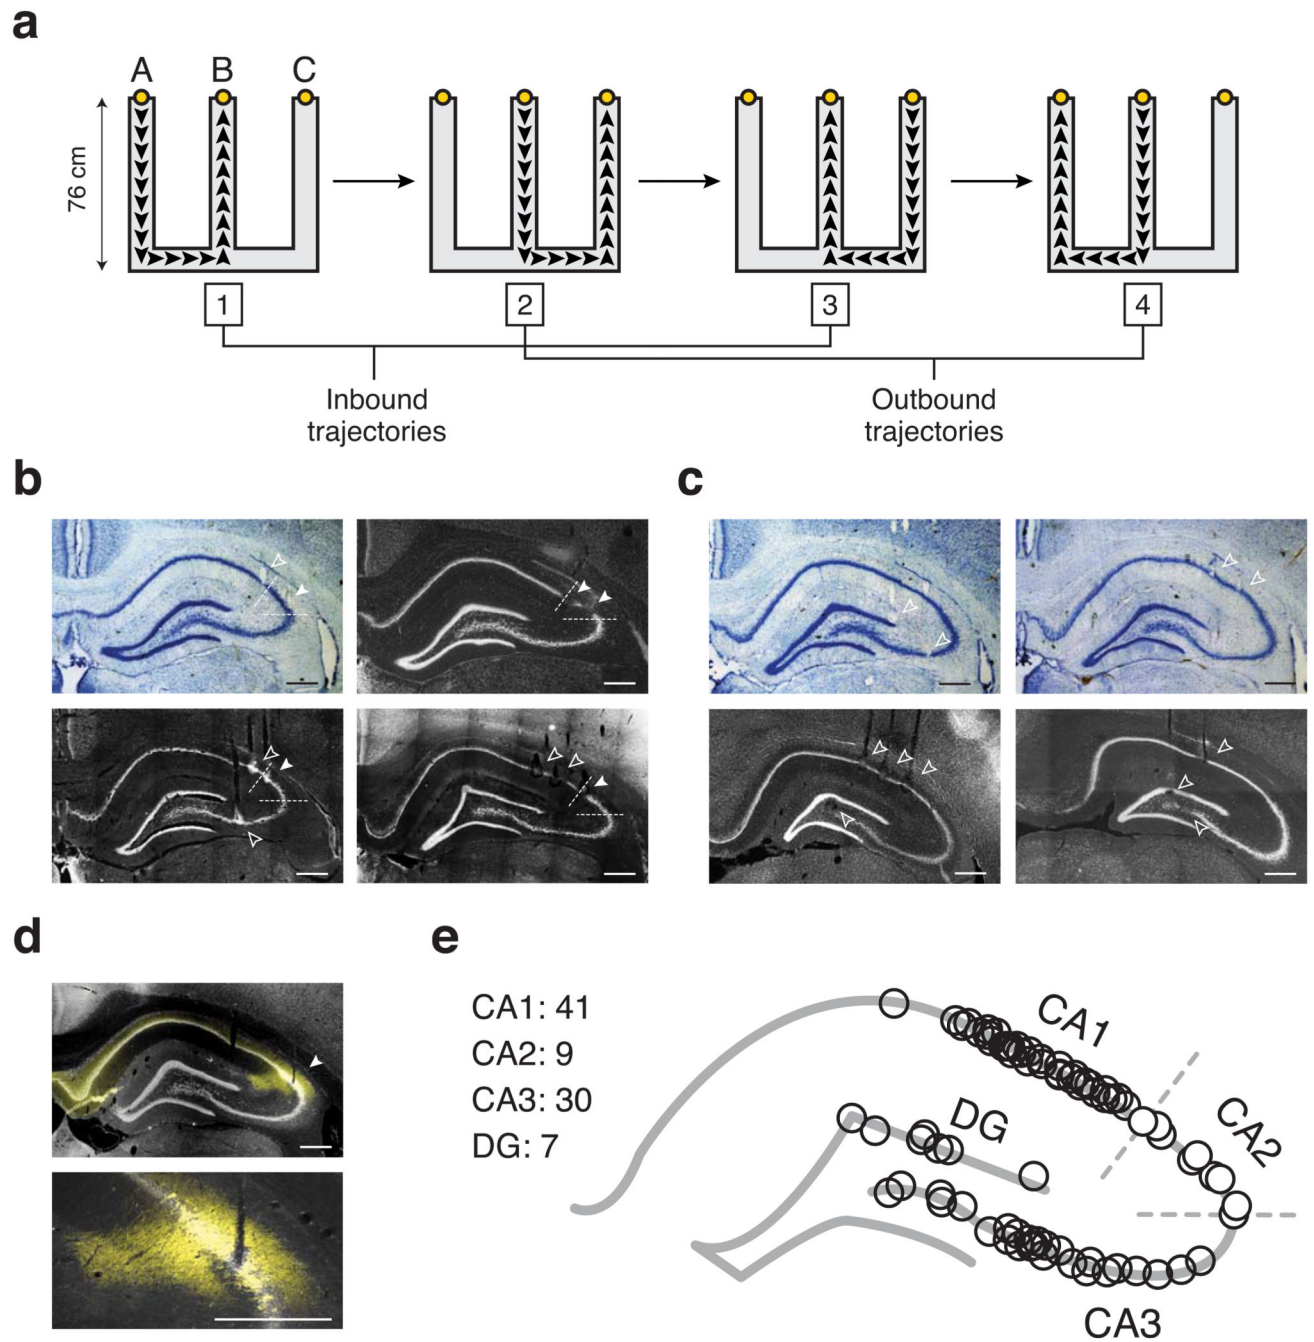 a
A B C
76 cm
1 2 3 4
Inbound
trajectories
Outbound
trajectories
b
c
d
e
CA1: 41
CA2: 9
CA3: 30
DG: 7
CA1
DG
CA2
CA3